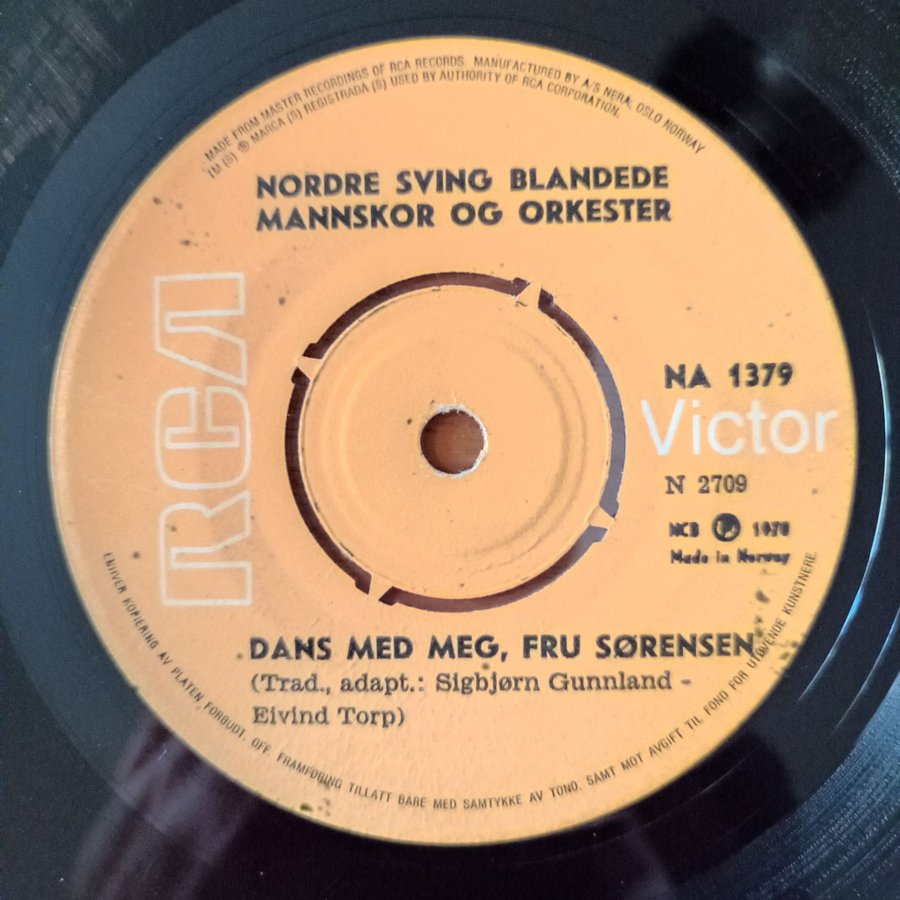 MADE FROM MASTER RECORDINGS OF RCA RECORDS. MANUFACTURED BY A/S NERA, OSLO NORWAY
TM (S) ® MARCA (S) REGISTRADA (S) USED BY AUTHORITY OF RCA CORPORATION.
NORDRE SVING BLANDEDE
MANNSKOR OG ORKESTER
RCA
NA 1379
Victor
N 2709
NCB Ⓟ 1970
Made in Norway
DANS MED MEG, FRU SØRENSEN
(Trad., adapt.: Sigbjørn Gunnland -
Eivind Torp)
ENHVER KOPIERING AV PLATEN, FORBUDT. OFF. FRAMFØRING TILLATT BARE MED SAMTYKKE AV TONO, SAMT MOT AVGIFT TIL FOND FOR UTØVENDE KUNSTNERE.